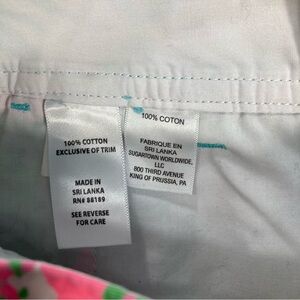 100% COTTON
EXCLUSIVE OF TRIM
MADE IN
SRI LANKA
RN# 88189
SEE REVERSE
FOR CARE
100% COTON
FABRIQUE EN
SRI LANKA
SUGARTOWN WORLDWIDE,
LLC
800 THIRD AVENUE
KING OF PRUSSIA, PA